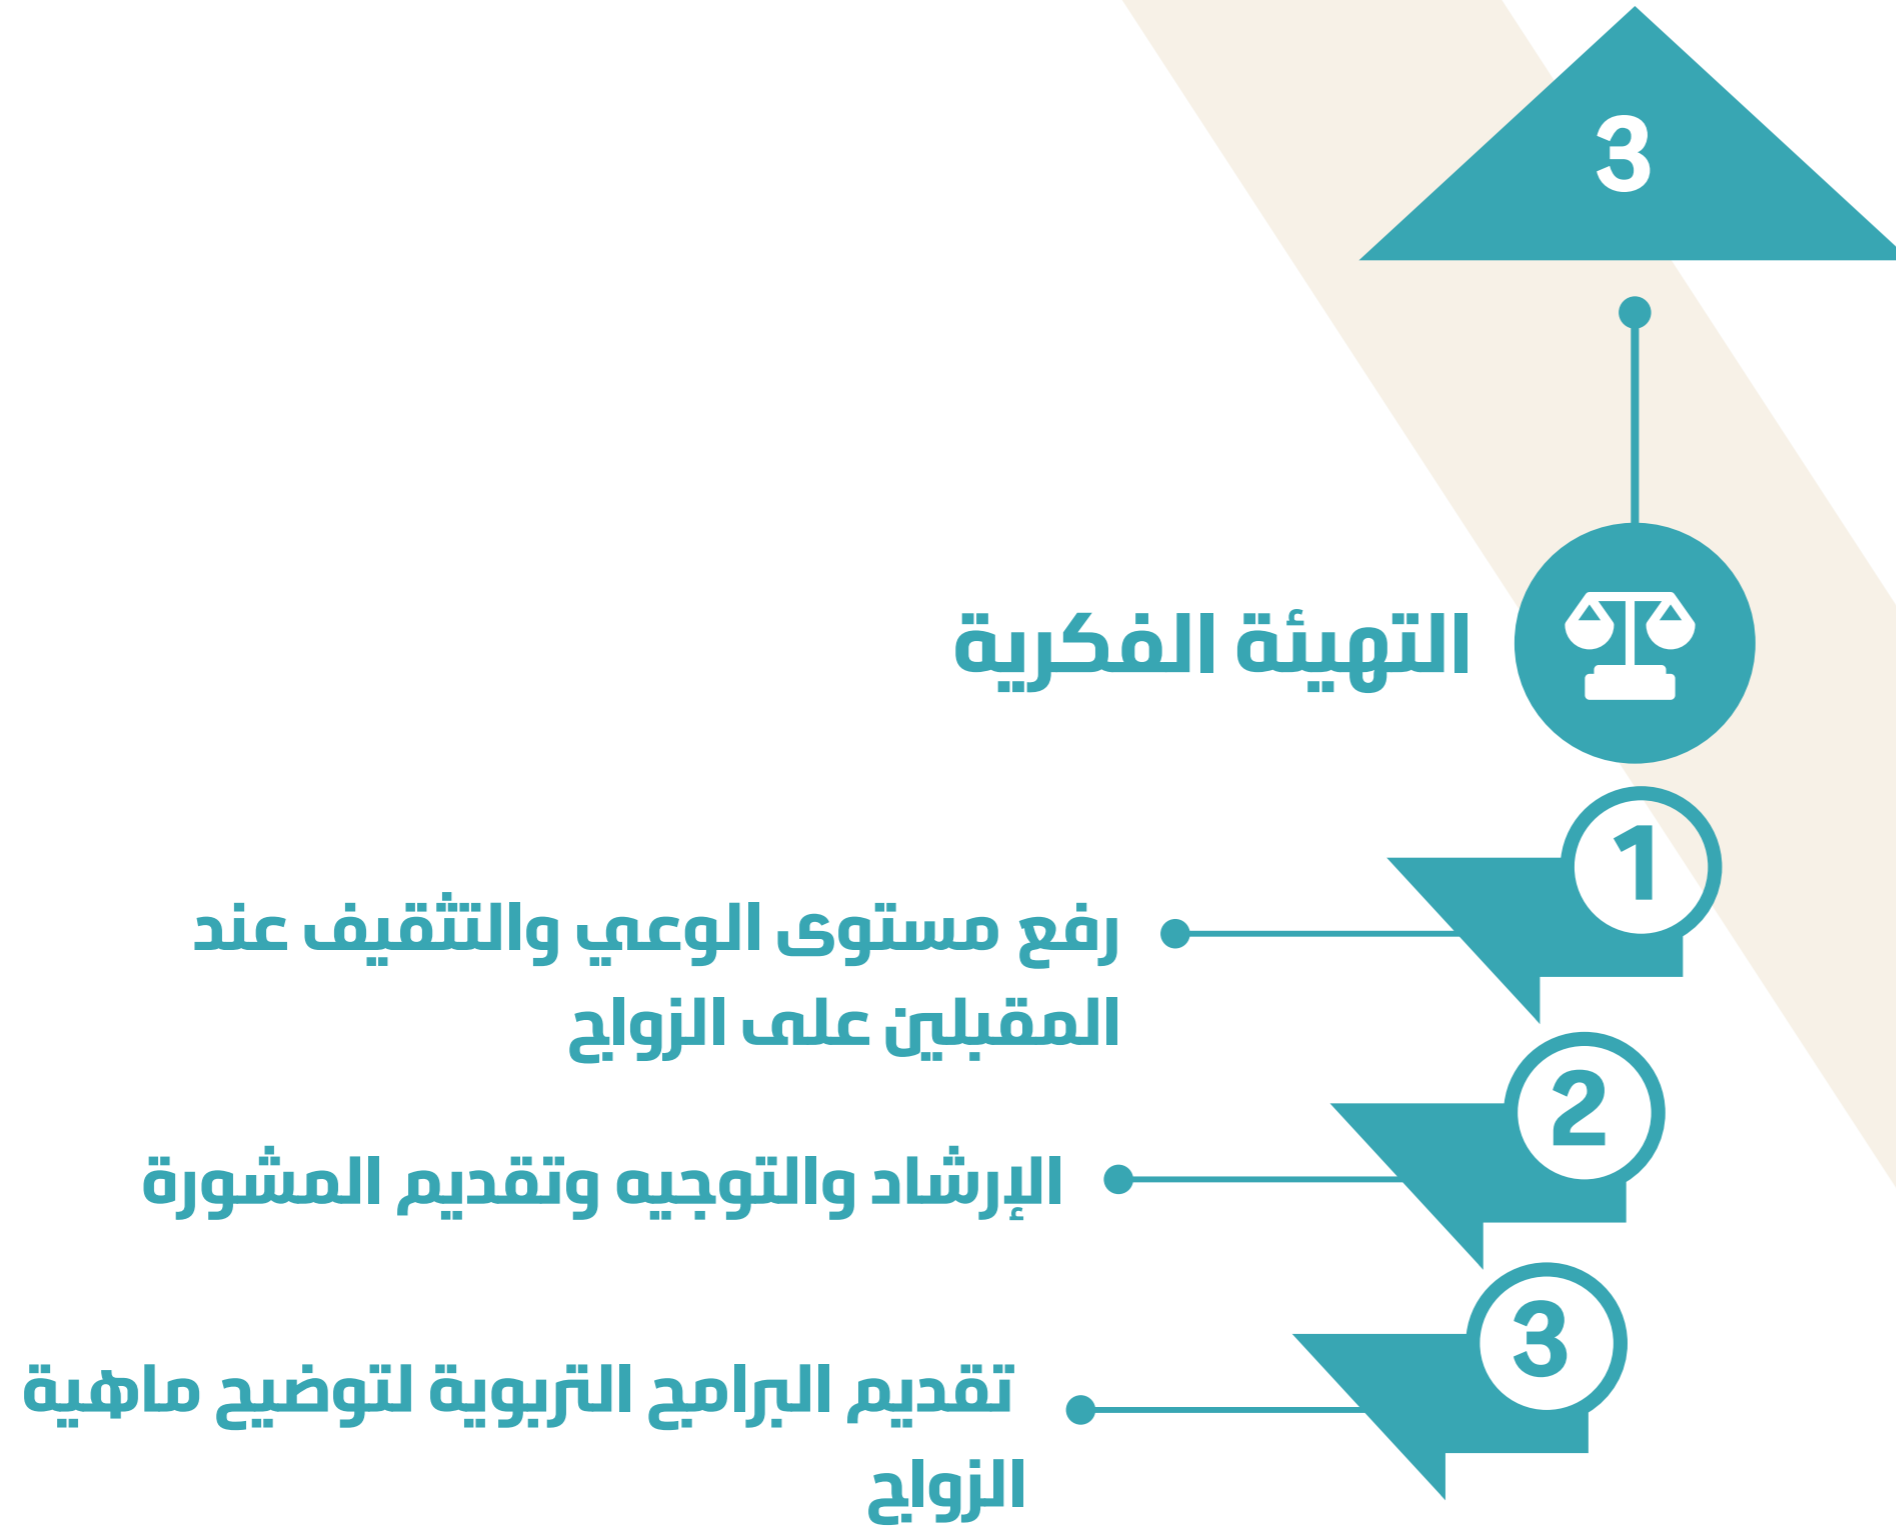 3
التهيئة الفكرية
1
رفع مستوى الوعي والتثقيف عند
المقبلين على الزواج
2
الإرشاد والتوجيه وتقديم المشورة
3
تقديم البرامج التربوية لتوضيح ماهية
الزواج